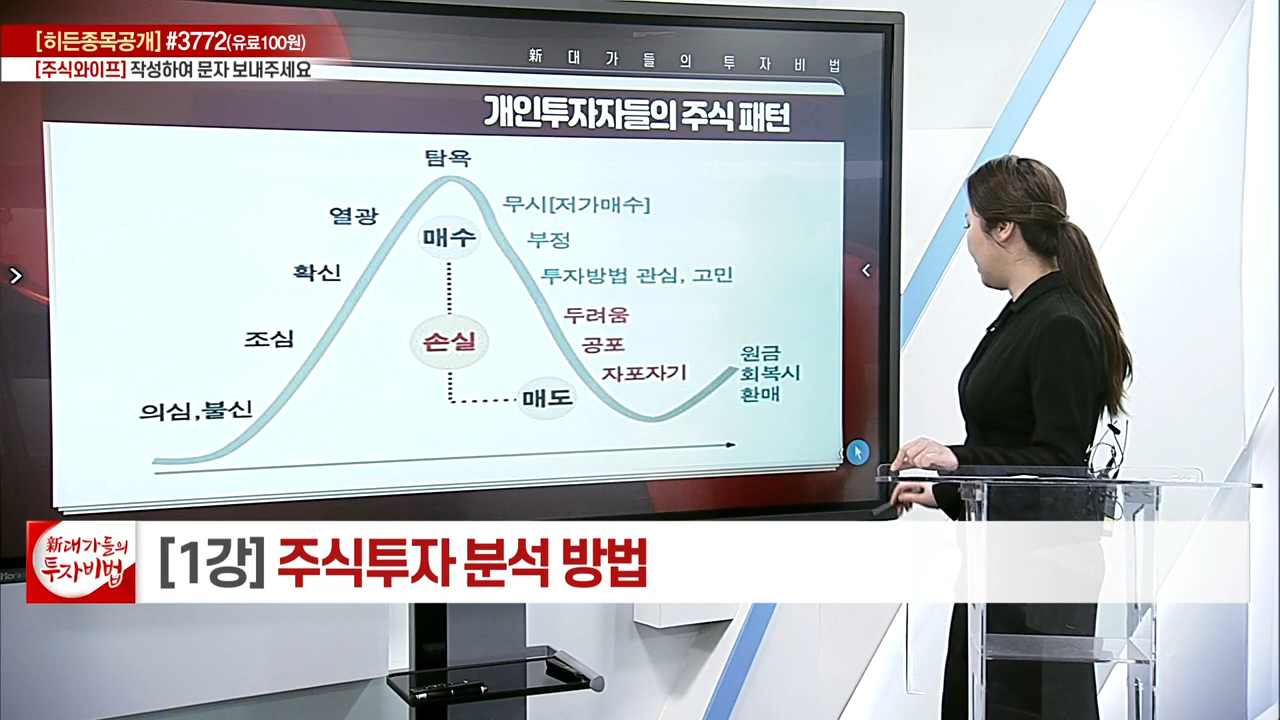 [히든종목공개] #3772(유료100원)
[주식와이프] 작성하여 문자 보내주세요
新 대가들의 투자비법
개인투자자들의 주식 패턴
탐욕
열광
무시[저가매수]
매수
부정
확신
투자방법 관심, 고민
두려움
조심
손실
공포
원금
회복시
환매
자포자기
매도
의심,불신
新대가들의
투자비법
[1강] 주식투자 분석 방법